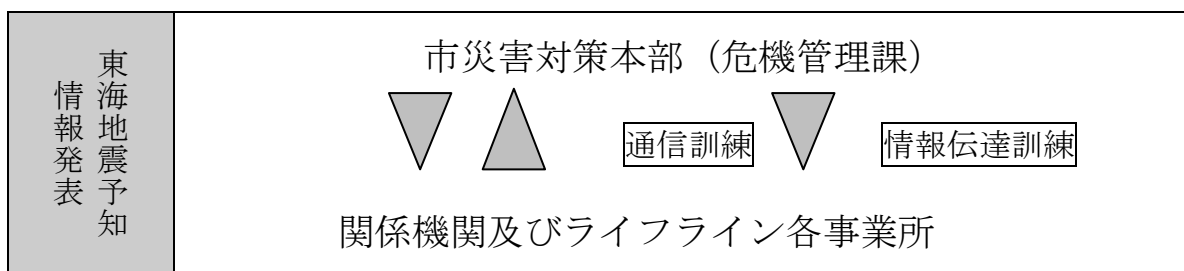 東海地震予知
情報発表
市災害対策本部（危機管理課）
通信訓練
情報伝達訓練
関係機関及びライフライン各事業所